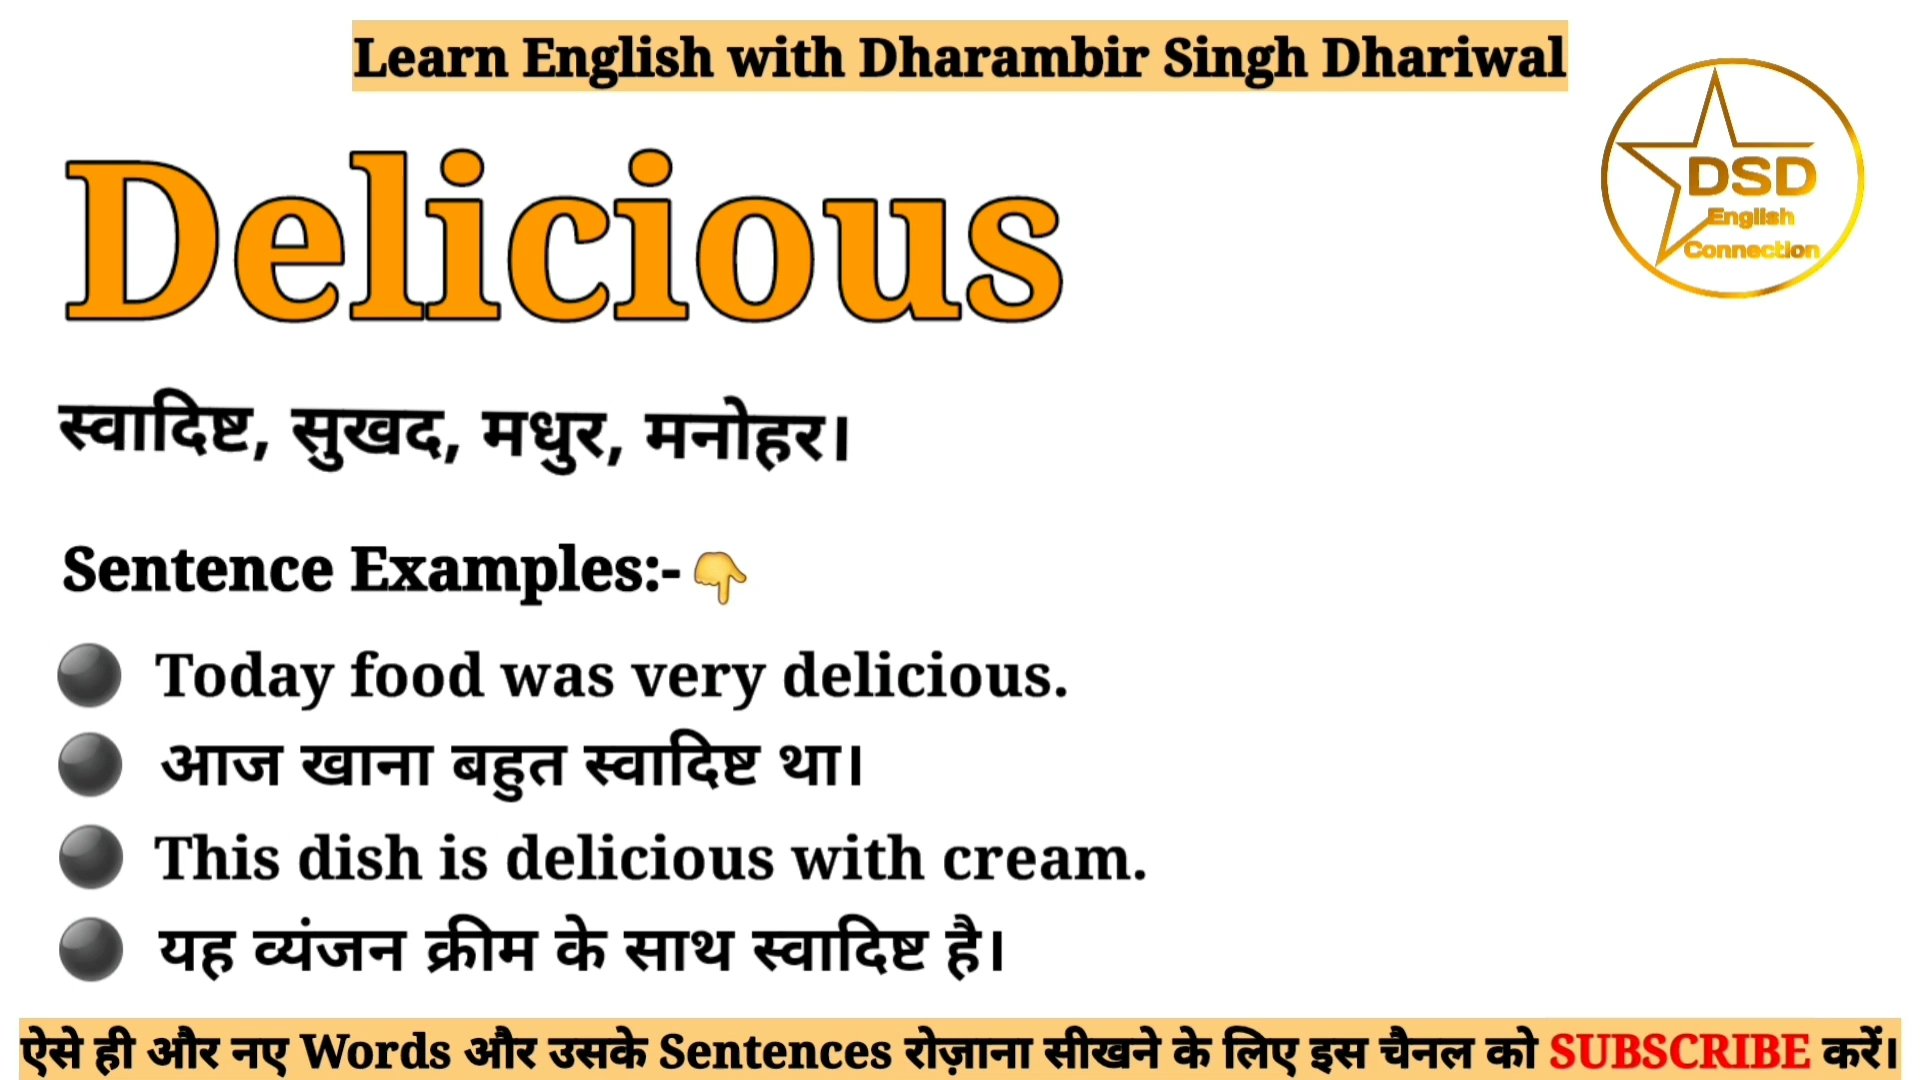 Learn English with Dharambir Singh Dhariwal
DSD
English
Connection
Delicious
स्वादिष्ट, सुखद, मधुर, मनोहर।
Sentence Examples:- 👇
Today food was very delicious.
आज खाना बहुत स्वादिष्ट था।
This dish is delicious with cream.
यह व्यंजन क्रीम के साथ स्वादिष्ट है।
ऐसे ही और नए Words और उसके Sentences रोज़ाना सीखने के लिए इस चैनल को SUBSCRIBE करें।